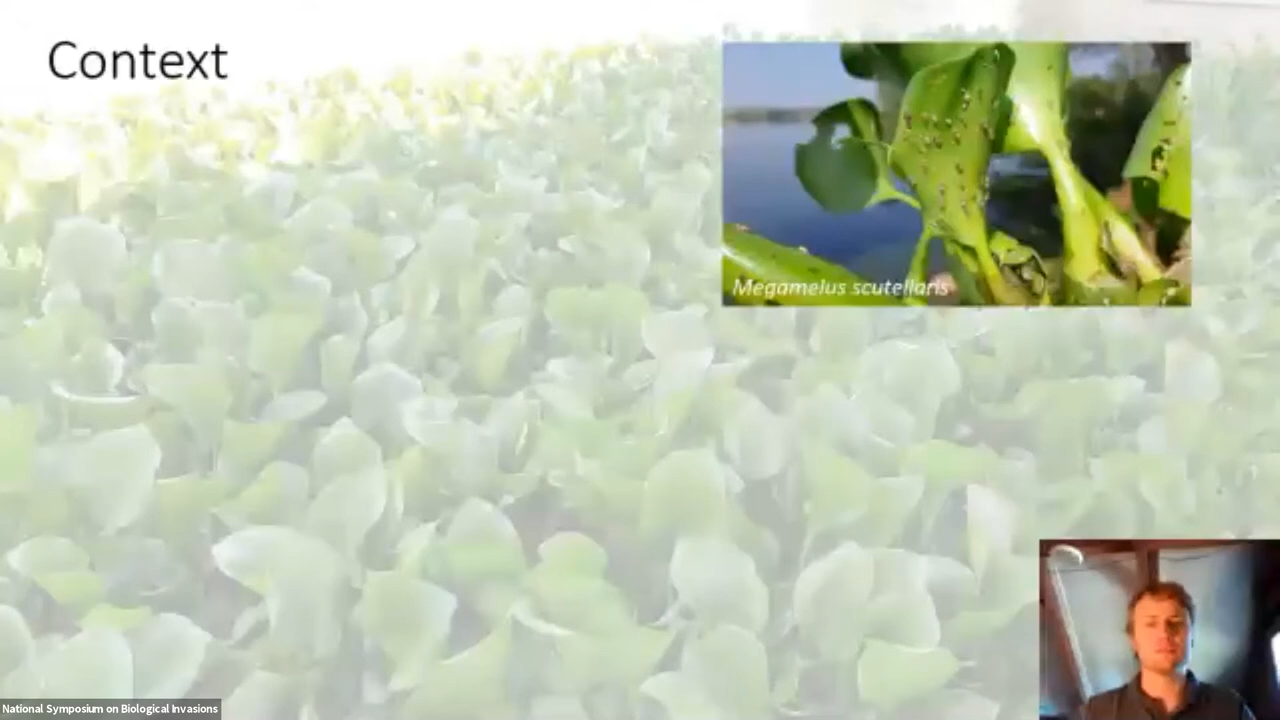 Context
Megamelus scutellaris
National Symposium on Biological Invasions